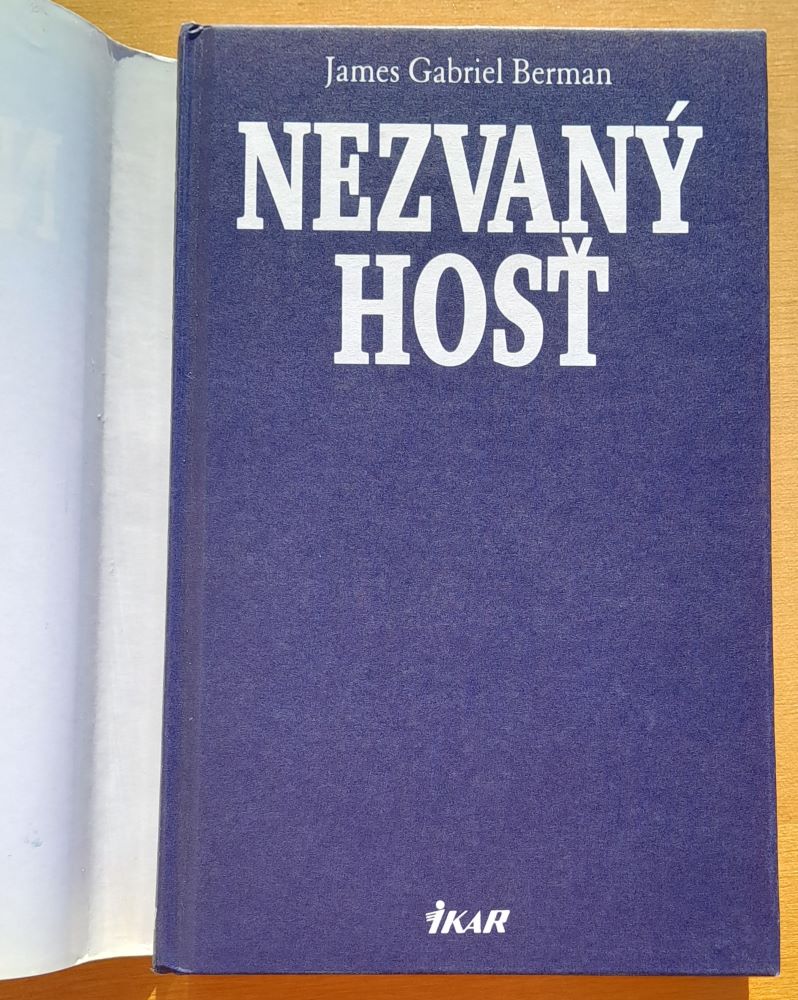 James Gabriel Berman
NEZVANÝ
HOSŤ
iKAR